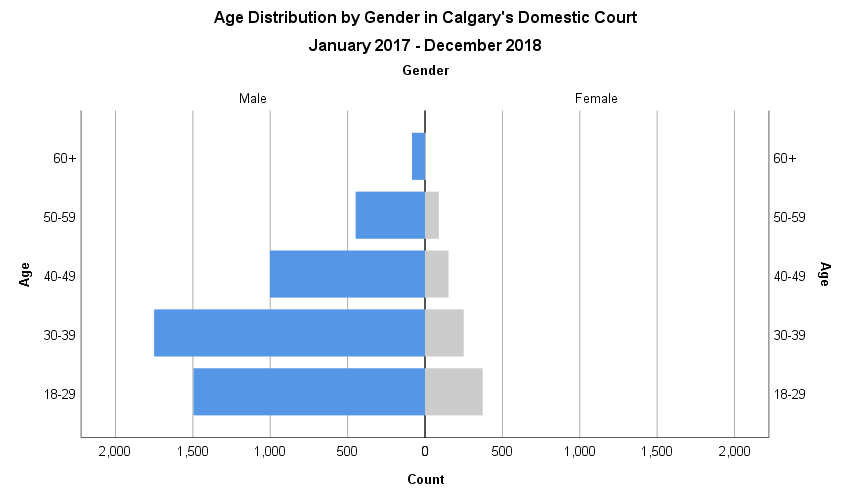 Age Distribution by Gender in Calgary's Domestic Court
January 2017 - December 2018
Gender
Male Female
60+ 60+
50-59 50-59
Age 40-49 40-49 Age
30-39 30-39
18-29 18-29
2,000 1,500 1,000 500 0 500 1,000 1,500 2,000
Count